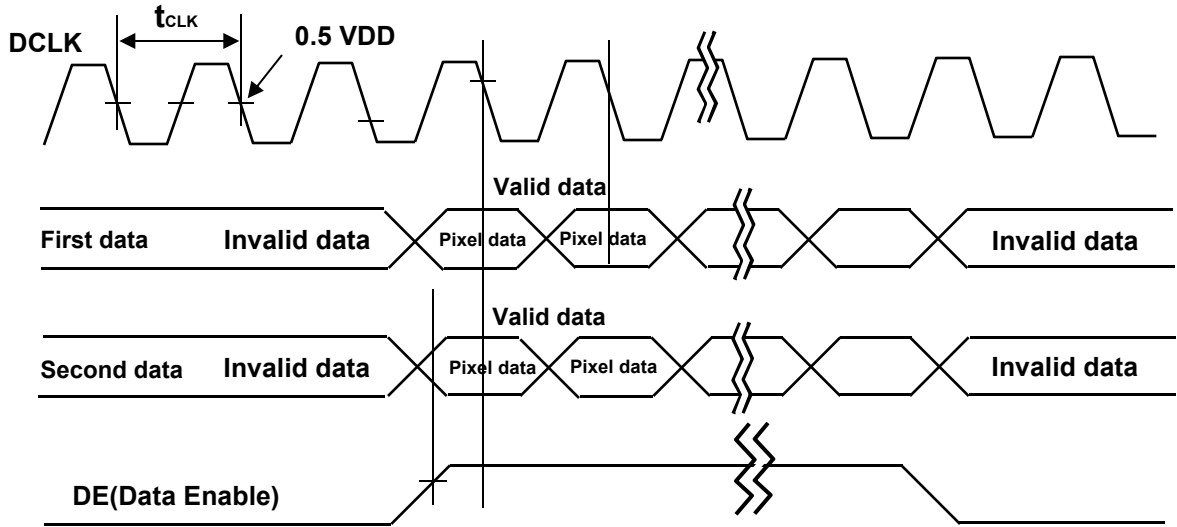 tCLK
DCLK
0.5 VDD
Valid data
First data Invalid data Pixel data Pixel data Invalid data
Valid data
Second data Invalid data Pixel data Pixel data Invalid data
DE(Data Enable)